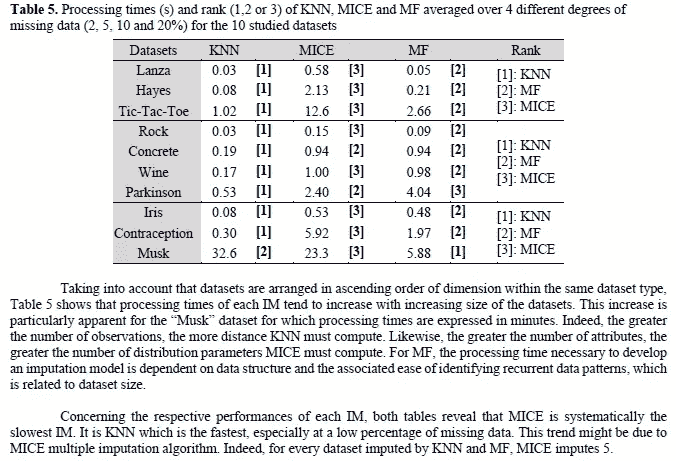 Table 5. Processing times (s) and rank (1,2 or 3) of KNN, MICE and MF averaged over 4 different degrees of
missing data (2, 5, 10 and 20%) for the 10 studied datasets
Datasets KNN MICE MF Rank
Lanza 0.03 [1] 0.58 [3] 0.05 [2]
Hayes 0.08 [1] 2.13 [3] 0.21 [2]
Tic-Tac-Toe 1.02 [1] 12.6 [3] 2.66 [2]
[1]: KNN
[2]: MF
[3]: MICE
Rock 0.03 [1] 0.15 [3] 0.09 [2]
Concrete 0.19 [1] 0.94 [2] 0.94 [2]
Wine 0.17 [1] 1.00 [3] 0.98 [2]
Parkinson 0.53 [1] 2.40 [2] 4.04 [3]
[1]: KNN
[2]: MF
[3]: MICE
Iris 0.08 [1] 0.53 [3] 0.48 [2]
Contraception 0.30 [1] 5.92 [3] 1.97 [2]
Musk 32.6 [2] 23.3 [3] 5.88 [1]
[1]: KNN
[2]: MF
[3]: MICE
Taking into account that datasets are arranged in ascending order of dimension within the same dataset type,
Table 5 shows that processing times of each IM tend to increase with increasing size of the datasets. This increase is
particularly apparent for the “Musk” dataset for which processing times are expressed in minutes. Indeed, the greater
the number of observations, the more distance KNN must compute. Likewise, the greater the number of attributes, the
greater the number of distribution parameters MICE must compute. For MF, the processing time necessary to develop
an imputation model is dependent on data structure and the associated ease of identifying recurrent data patterns, which
is related to dataset size.
Concerning the respective performances of each IM, both tables reveal that MICE is systematically the
slowest IM. It is KNN which is the fastest, especially at a low percentage of missing data. This trend might be due to
MICE multiple imputation algorithm. Indeed, for every dataset imputed by KNN and MF, MICE imputes 5.